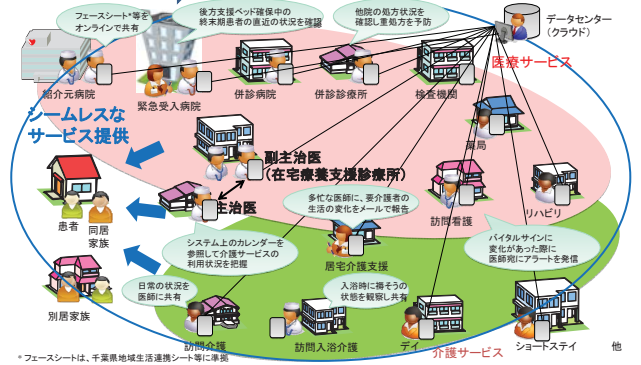 フェースシート*等を
オンラインで共有
後方支援ベッド確保中の
終末期患者の直近の状況を確認
他院の処方状況を
確認し重処方を予防
データセンター
(クラウド)
医療サービス
紹介元病院
緊急受入病院
併診病院
併診診療所
検査機関
シームレスな
サービス提供
薬局
副主治医
(在宅療養支援診療所)
主治医
患者
同居
家族
多忙な医師に、要介護者の
生活の変化をメールで報告
訪問看護
リハビリ
システム上のカレンダーを
参照して介護サービスの
利用状況を把握
居宅介護支援
バイタルサインに
変化があった際に
医師宛にアラートを発信
別居家族
日常の状況を
医師に共有
入浴時に褥そうの
状態を観察し共有
訪問介護
訪問入浴介護
デイ
介護サービス
ショートステイ
他
*フェースシートは、千葉県地域生活連携シート等に準拠